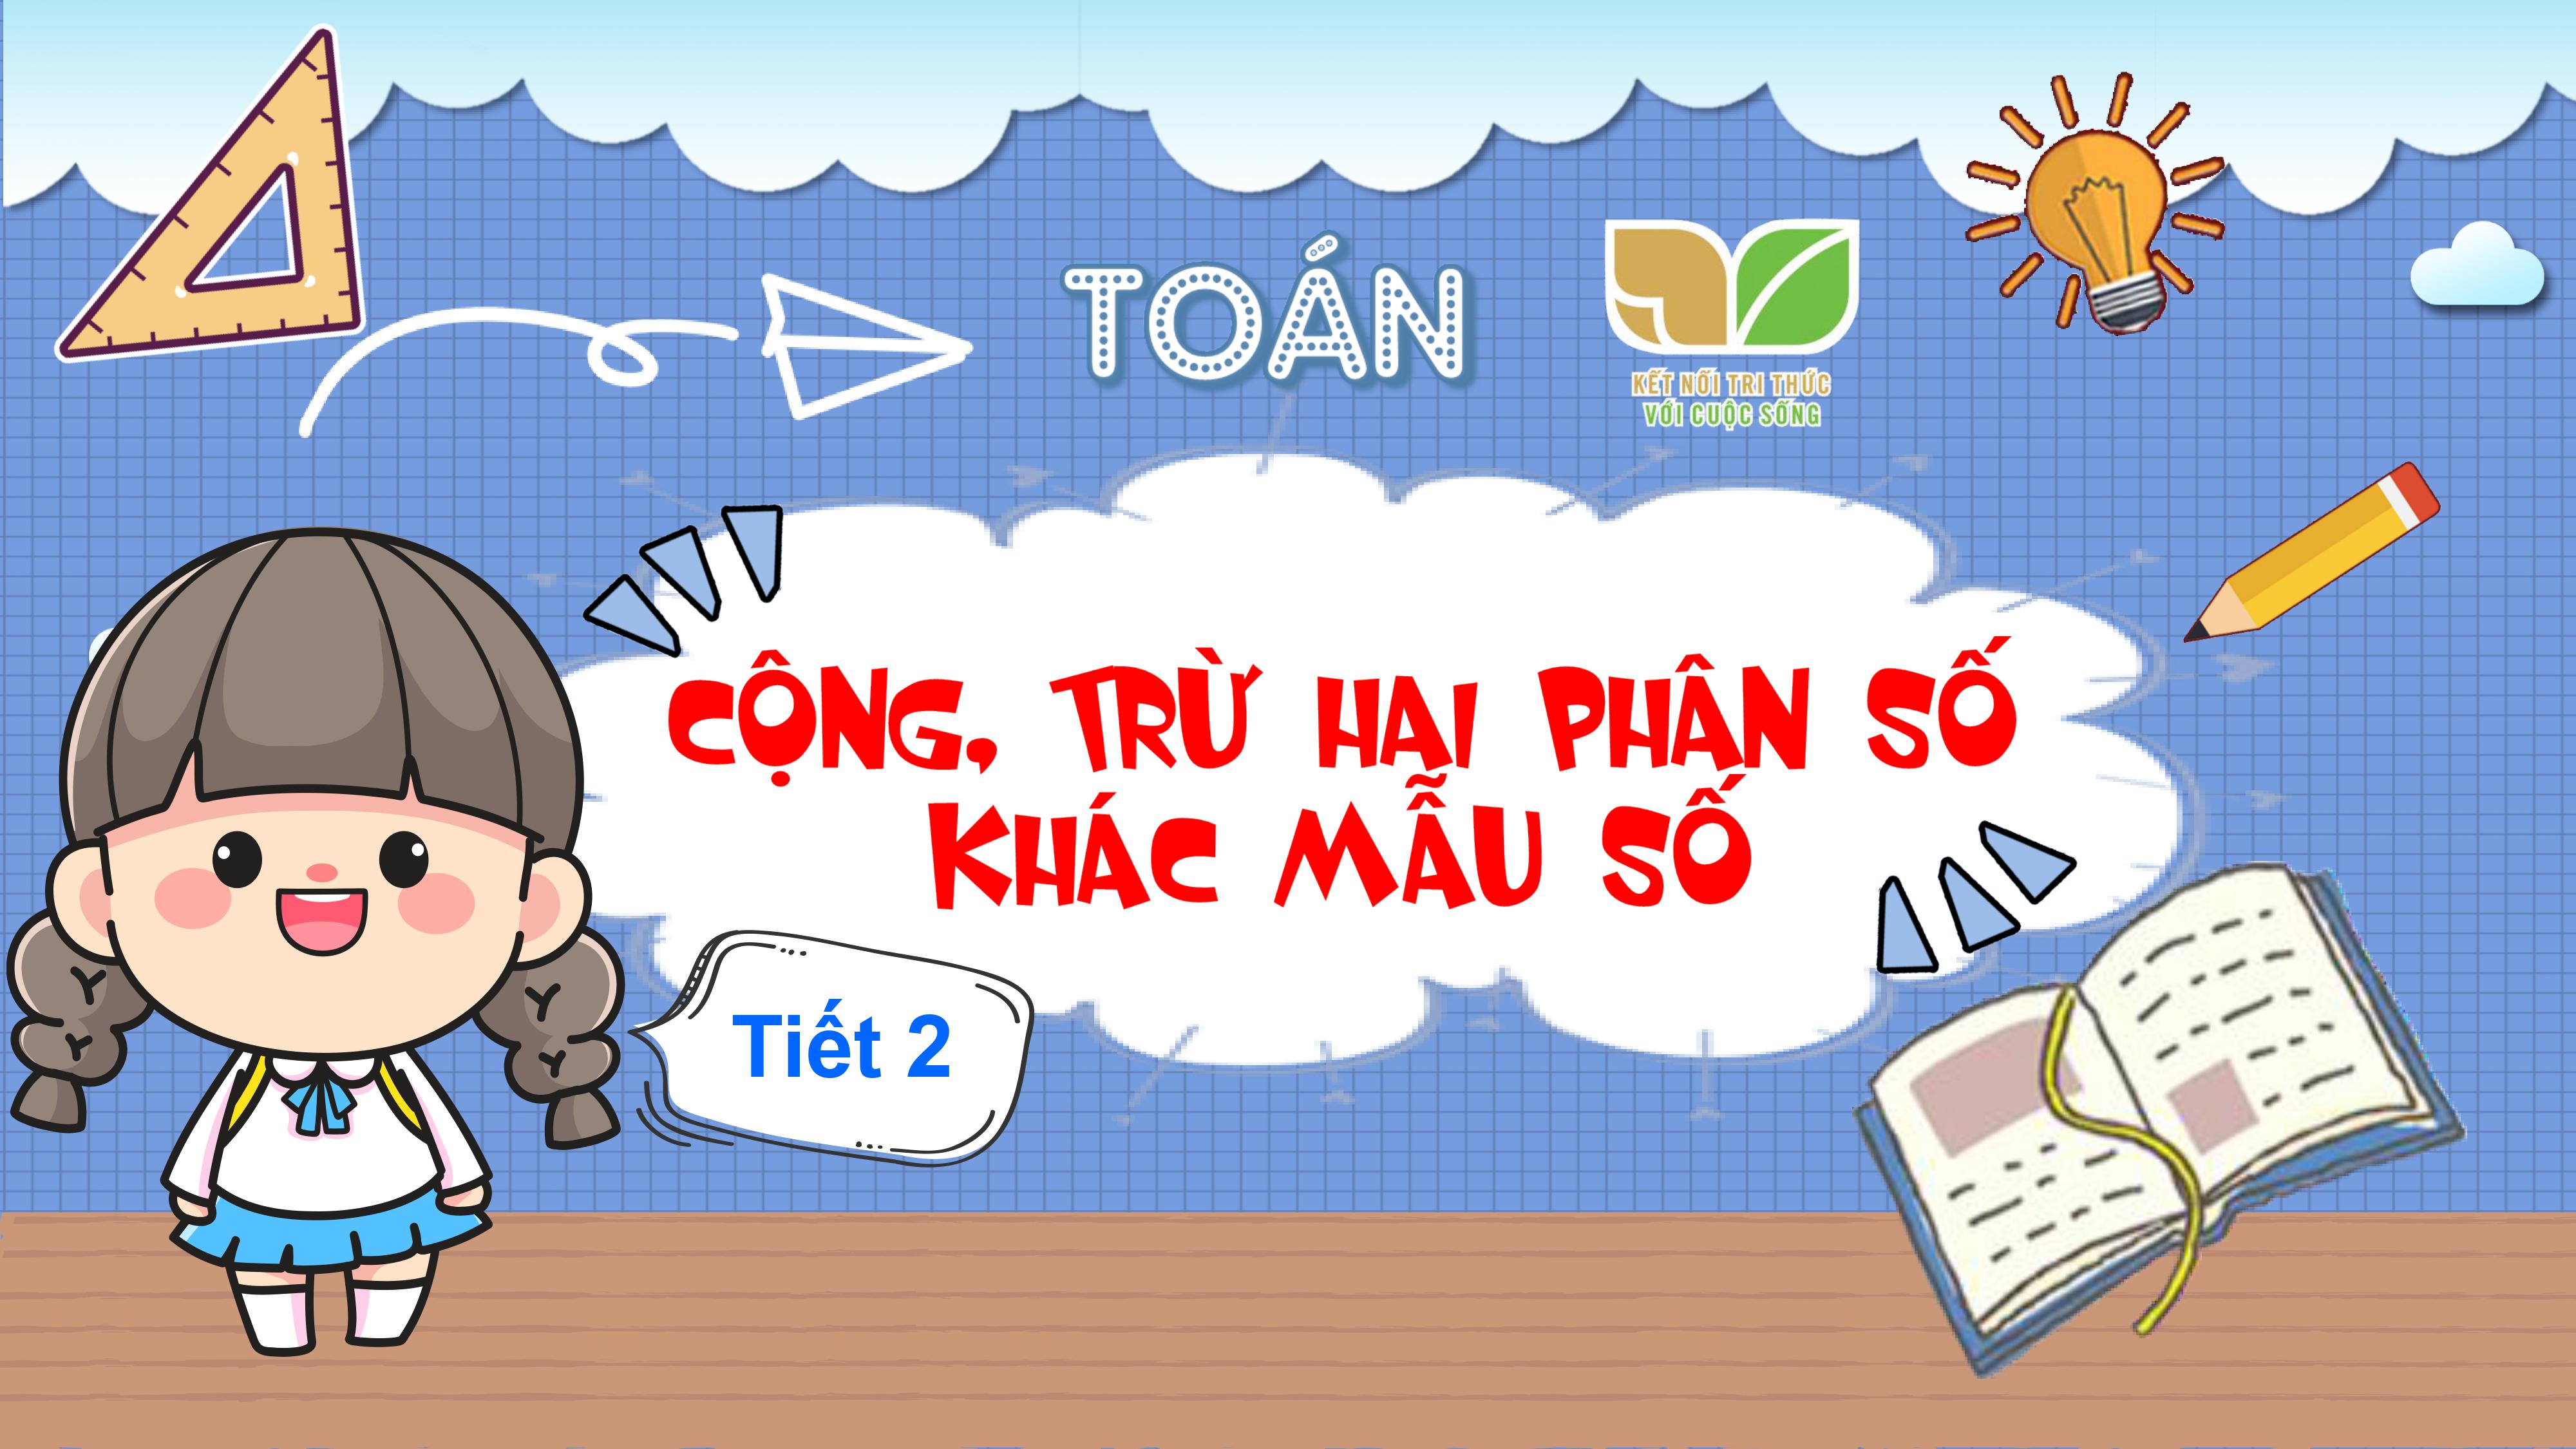 TOÁN
KẾT NỐI TRI THỨC
VỚI CUỘC SỐNG
CỘNG, TRỪ HAI PHÂN SỐ
KHÁC MẪU SỐ
Tiết 2